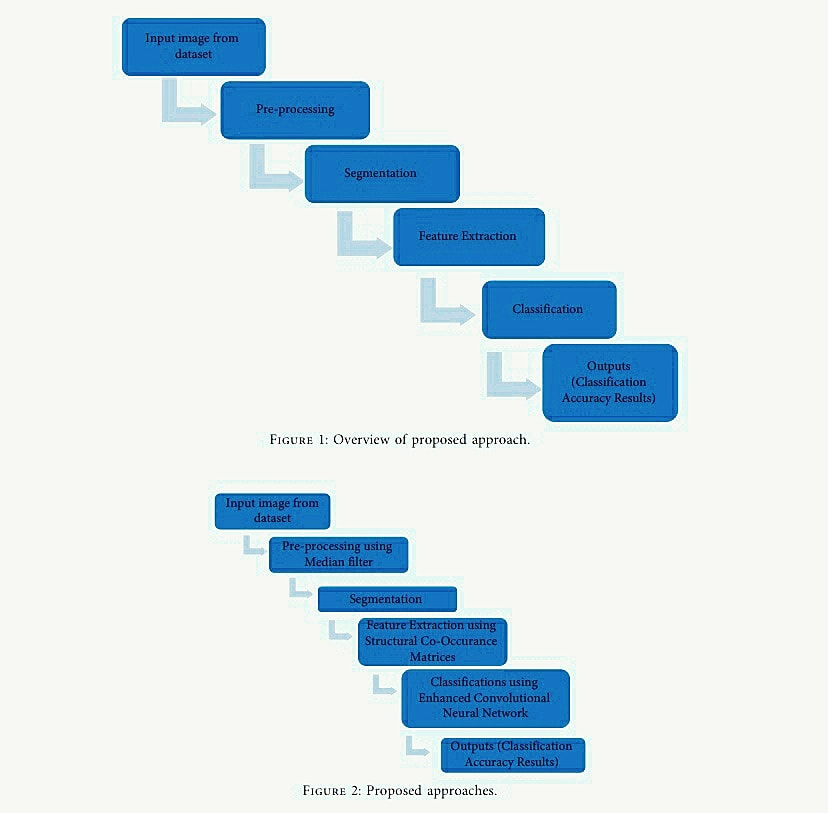 Input image from
dataset
Pre-processing
Segmentation
Feature Extraction
Classification
Outputs
(Classification
Accuracy Results)
FIGURE 1: Overview of proposed approach.
Input image from
dataset
Pre-processing using
Median filter
Segmentation
Feature Extraction using
Structural Co-Occurance
Matrices
Classifications using
Enhanced Convolutional
Neural Network
Outputs (Classification
Accuracy Results)
FIGURE 2: Proposed approaches.